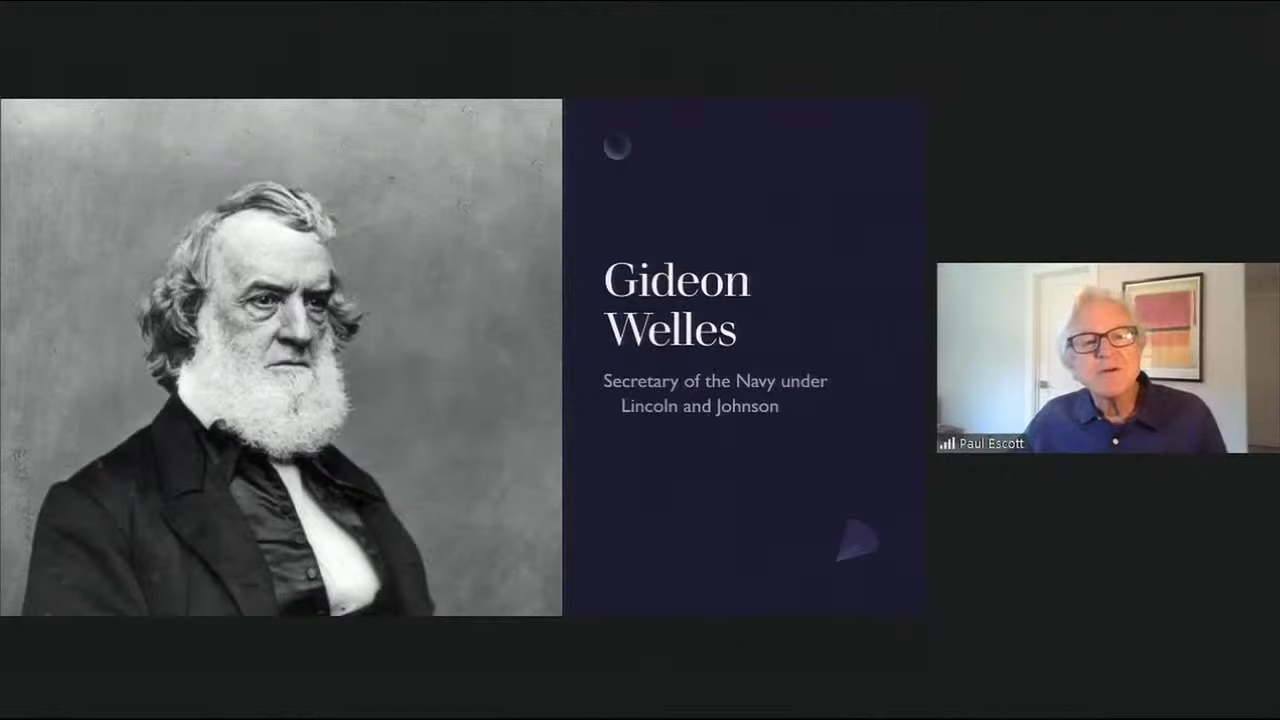 Gideon
Welles
Secretary of the Navy under
Lincoln and Johnson
Paul Escott